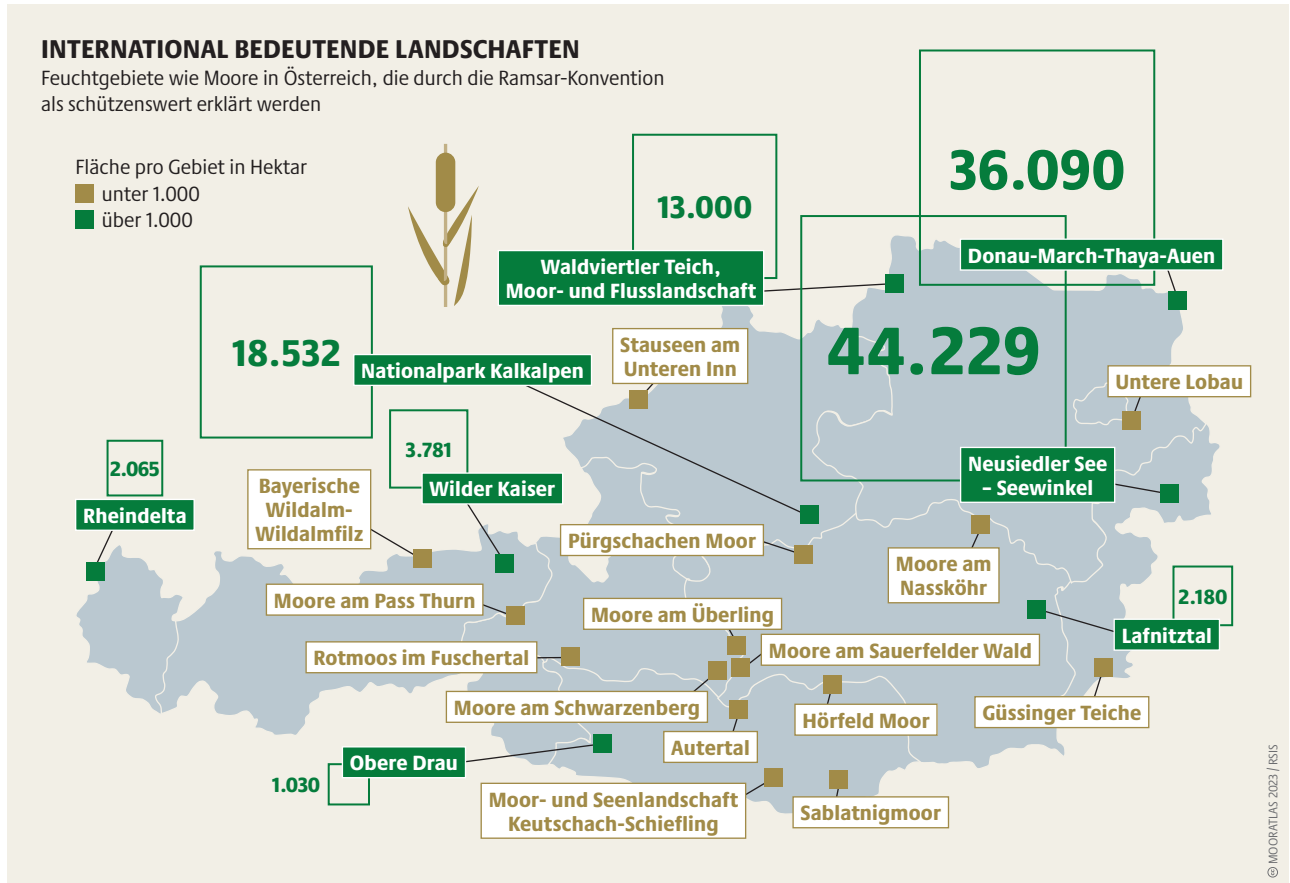 INTERNATIONAL BEDEUTENDE LANDSCHAFTEN
Feuchtgebiete wie Moore in Österreich, die durch die Ramsar-Konvention
als schützenswert erklärt werden
Fläche pro Gebiet in Hektar
unter 1.000
über 1.000
36.090
Donau-March-Thaya-Auen
13.000
Waldviertler Teich,
Moor- und Flusslandschaft
44.229
Neusiedler See
– Seewinkel
18.532
Nationalpark Kalkalpen
Stauseen am
Unteren Inn
Untere Lobau
3.781
Wilder Kaiser
2.065
Rheindelta
Bayerische
Wildalm-
Wildalmfilz
Pürgschachen Moor
Moore am
Nassköhr
2.180
Lafnitztal
Moore am Pass Thurn
Moore am Überling
Rotmoos im Fuschertal
Moore am Sauerfelder Wald
Moore am Schwarzenberg
Hörfeld Moor
Güssinger Teiche
Autertal
Obere Drau
1.030
Moor- und Seenlandschaft
Keutschach-Schiefling
Sablatnigmoor
cc MOORATLAS 2023 / RSIS